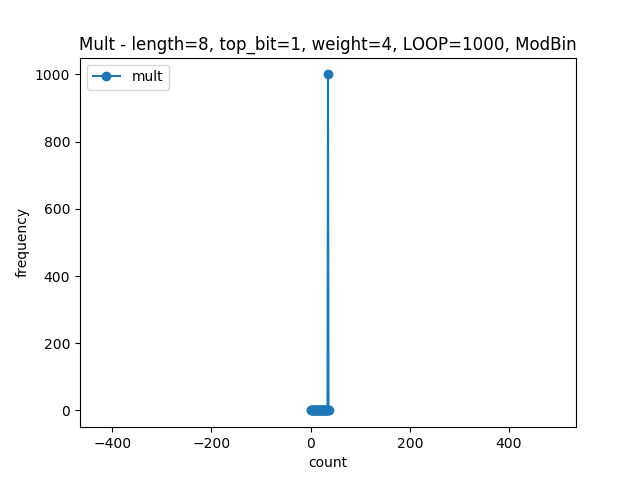 Mult - length=8, top_bit=1, weight=4, LOOP=1000, ModBin
mult
1000
800
600
400
200
0
frequency
−400
−200
0
200
400
count